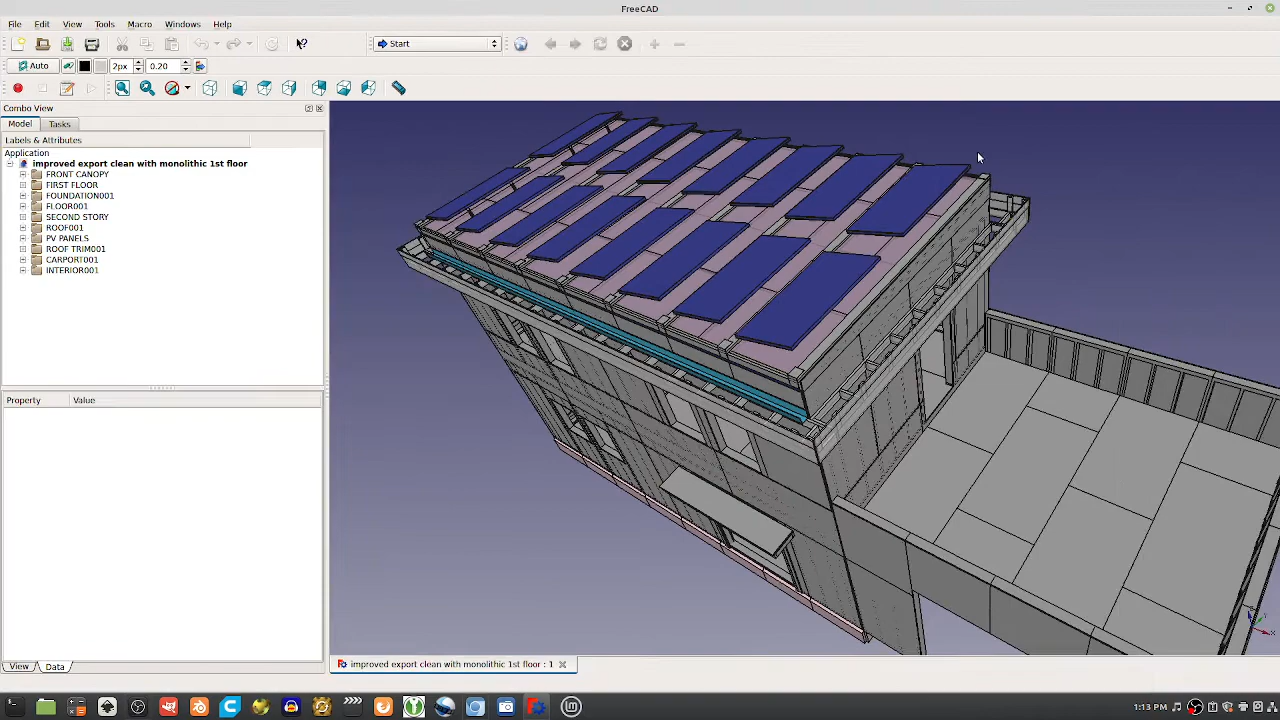 FreeCAD
File Edit View Tools Macro Windows Help
Start
Auto 2px 0.20
Combo View
Model Tasks
Labels & Attributes
Application
improved export clean with monolithic 1st floor
FRONT CANOPY
FIRST FLOOR
FOUNDATION001
FLOOR001
SECOND STORY
ROOF001
PV PANELS
ROOF TRIM001
CARPORT001
INTERIOR001
Property Value
View Data
improved export clean with monolithic 1st floor : 1
1:13 PM